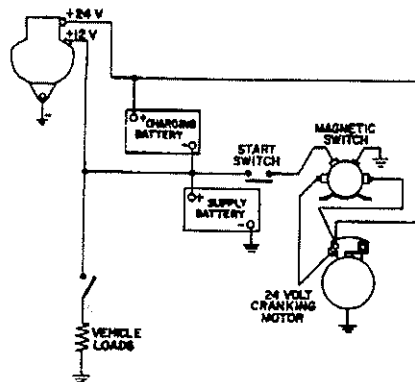 +24 V
+12 V
CHARGING
BATTERY
+
-
START
SWITCH
MAGNETIC
SWITCH
+
SUPPLY
BATTERY
-
24 VOLT
CRANKING
MOTOR
VEHICLE
LOADS